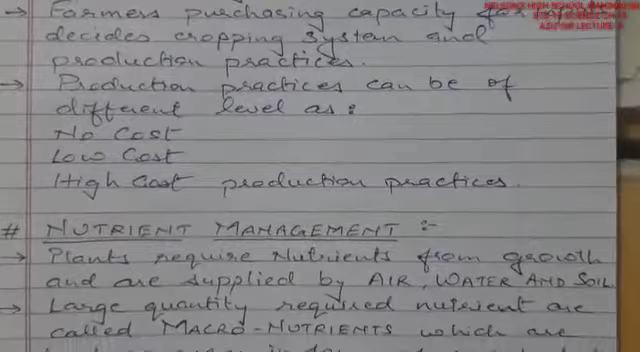 → Farmers purchasing capacity for
decides cropping system and
production practices.
→ Production practices can be of
different level as:
No Cost
Low Cost
High Cost production practices.
# NUTRIENT MANAGEMENT :-
→ Plants require Nutrients from growth
and are supplied by AIR, WATER AND SOIL.
→ Large quantity required nutrient are
called MACRO-NUTRIENTS which are